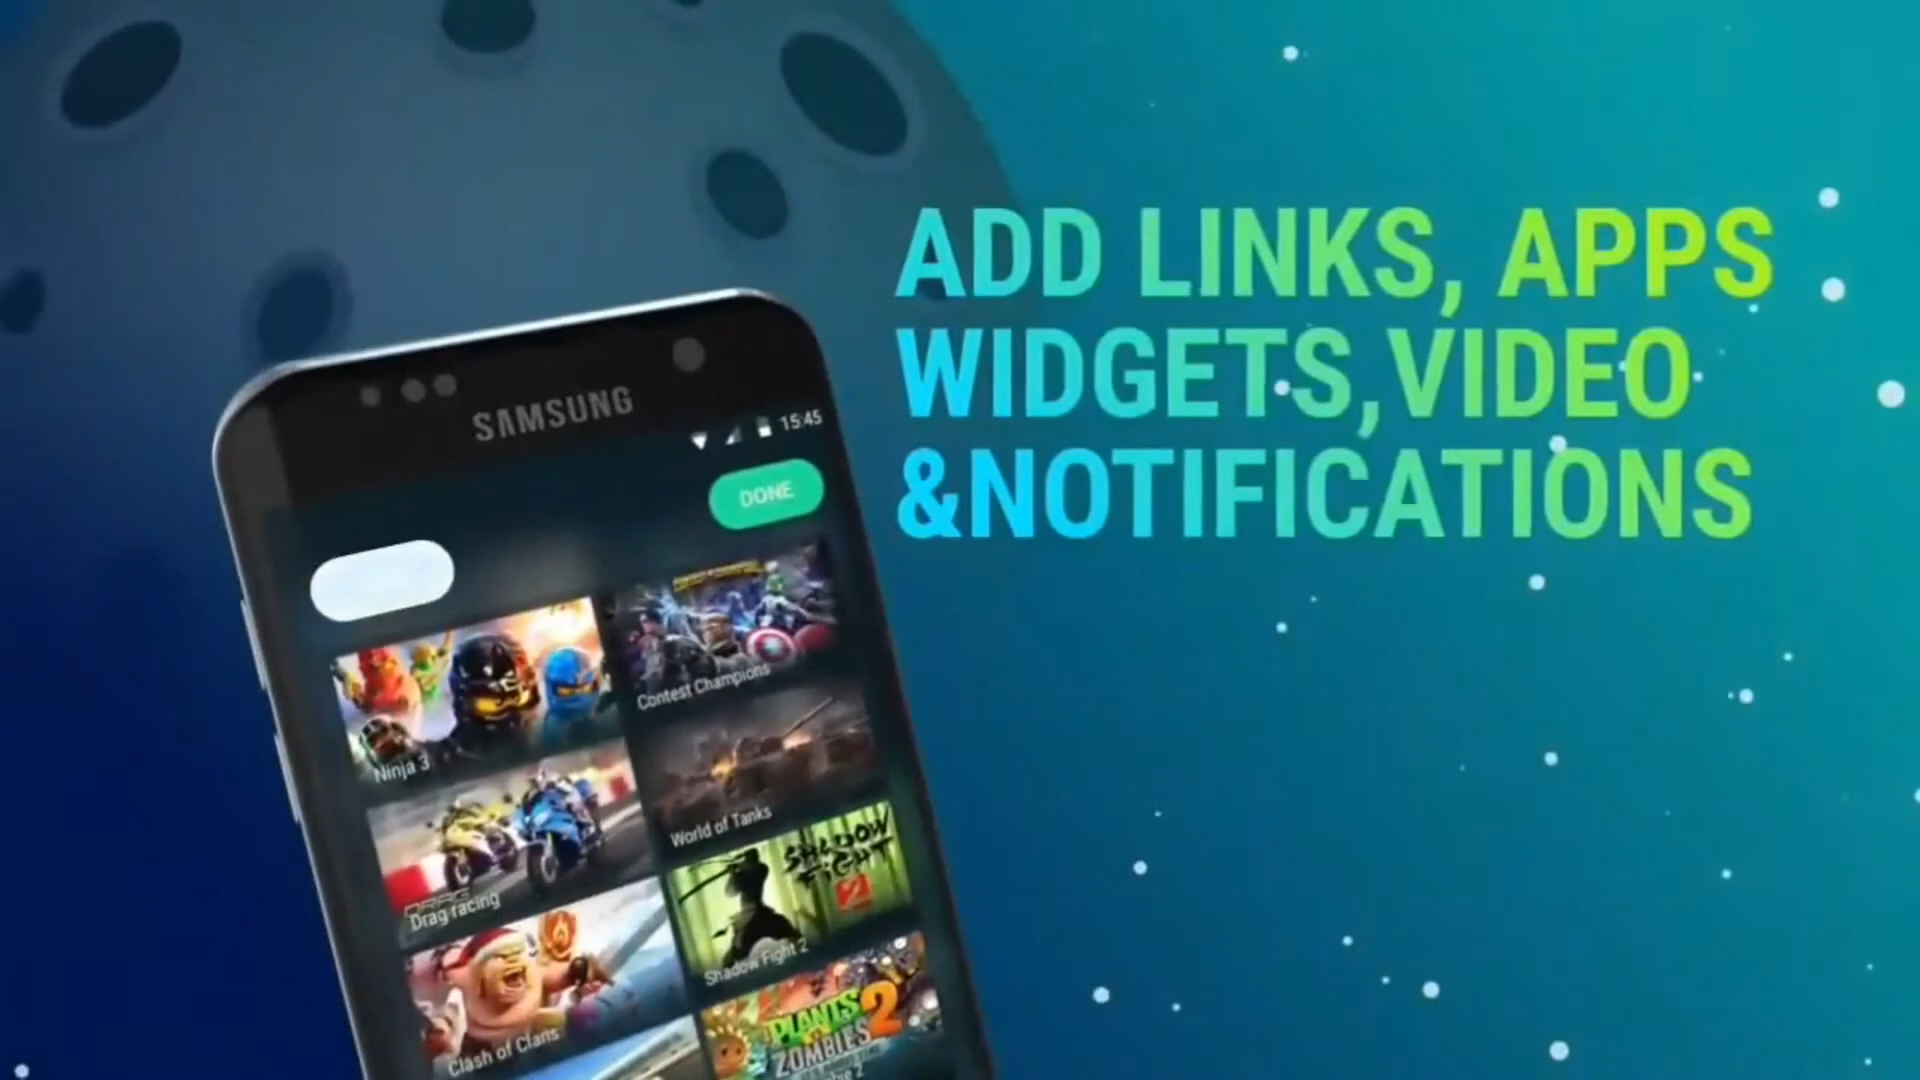 ADD LINKS, APPS
WIDGETS,VIDEO
&NOTIFICATIONS
SAMSUNG
15:45
DONE
Contest Champions
Ninja 3
World of Tanks
Drag racing
SHADOW
FIGHT
2
Shadow Fight 2
Clash of Clans
PLANTS
ZOMBIES
2